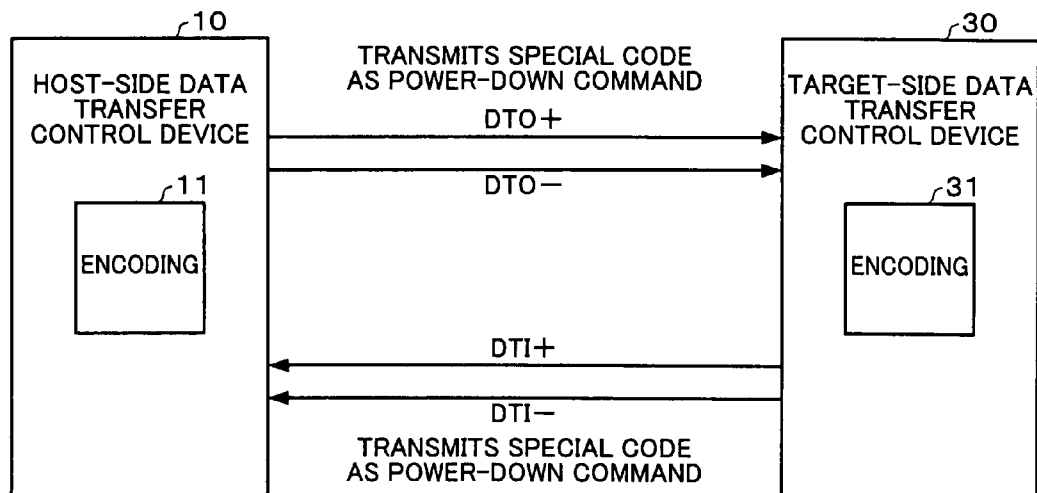 10
30
TRANSMITS SPECIAL CODE
AS POWER-DOWN COMMAND
HOST-SIDE DATA
TRANSFER
CONTROL DEVICE
TARGET-SIDE DATA
TRANSFER
CONTROL DEVICE
DTO+
DTO-
11
31
ENCODING
ENCODING
DTI+
DTI-
TRANSMITS SPECIAL CODE
AS POWER-DOWN COMMAND